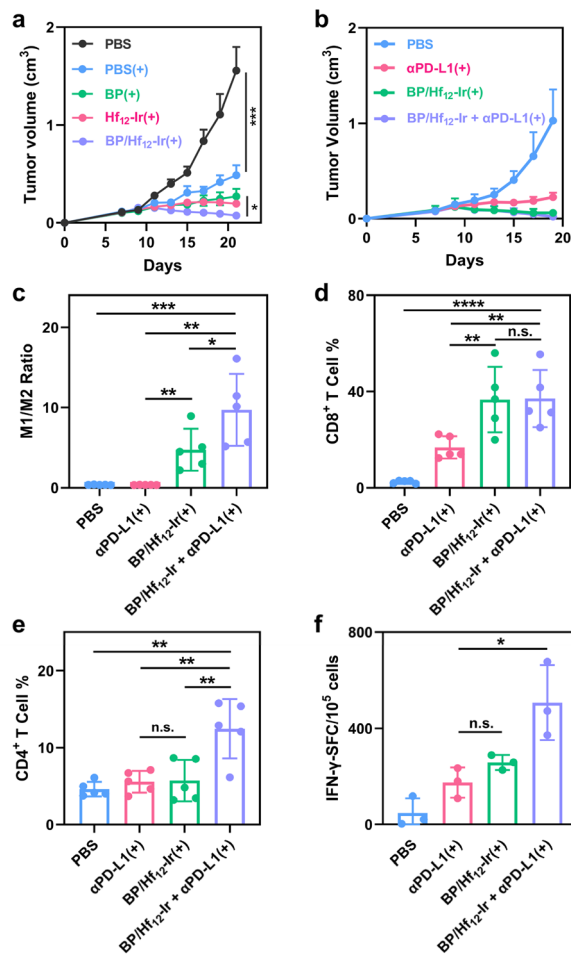 a
Tumor volume (cm³)
2
1
0
0 5 10 15 20
Days
PBS
PBS(+)
BP(+)
Hf₁₂-Ir(+)
BP/Hf₁₂-Ir(+)
***
*
b
Tumor Volume (cm³)
2
1
0
0 5 10 15 20
Days
PBS
αPD-L1(+)
BP/Hf₁₂-Ir(+)
BP/Hf₁₂-Ir + αPD-L1(+)
c
M1/M2 Ratio
20
10
0
***
**
*
**
PBS
αPD-L1(+)
BP/Hf₁₂-Ir(+)
BP/Hf₁₂-Ir + αPD-L1(+)
d
CD8⁺ T Cell %
80
40
0
****
**
** n.s.
PBS
αPD-L1(+)
BP/Hf₁₂-Ir(+)
BP/Hf₁₂-Ir + αPD-L1(+)
e
CD4⁺ T Cell %
20
10
0
**
**
**
n.s.
PBS
αPD-L1(+)
BP/Hf₁₂-Ir(+)
BP/Hf₁₂-Ir + αPD-L1(+)
f
IFN-γ-SFC/10⁵ cells
800
400
0
*
n.s.
PBS
αPD-L1(+)
BP/Hf₁₂-Ir(+)
BP/Hf₁₂-Ir + αPD-L1(+)